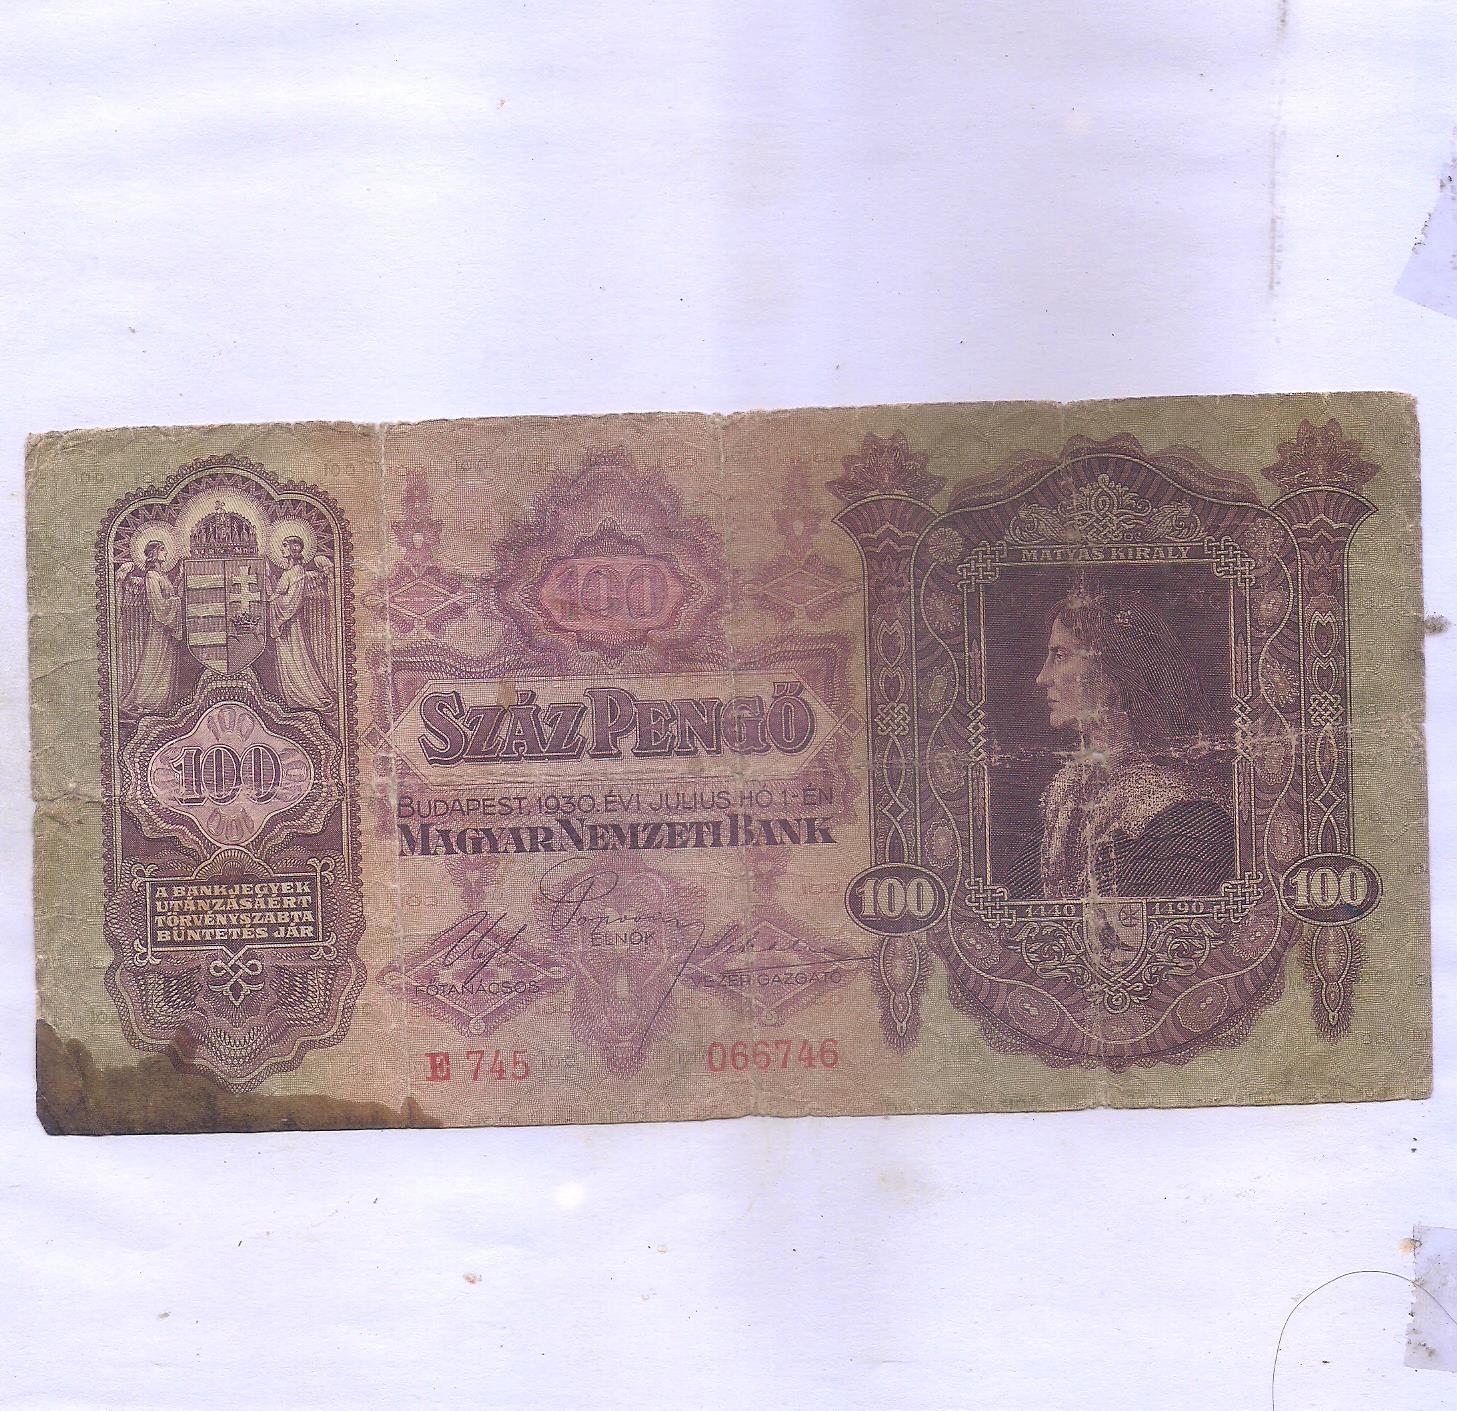 100
A BANKJEGYEK
UTÁNZÁSÁÉRT
TÖRVÉNYSZABTA
BÜNTETÉS JÁR
100
SZÁZ PENGŐ
BUDAPEST, 1930. ÉVI JULIUS HÓ 1-ÉN
MAGYAR NEMZETI BANK
FŐTANÁCSOS
ELNÖK
VEZÉRIGAZGATÓ
E 745 066746
MÁTYÁS KIRÁLY
1440 1490
100 100